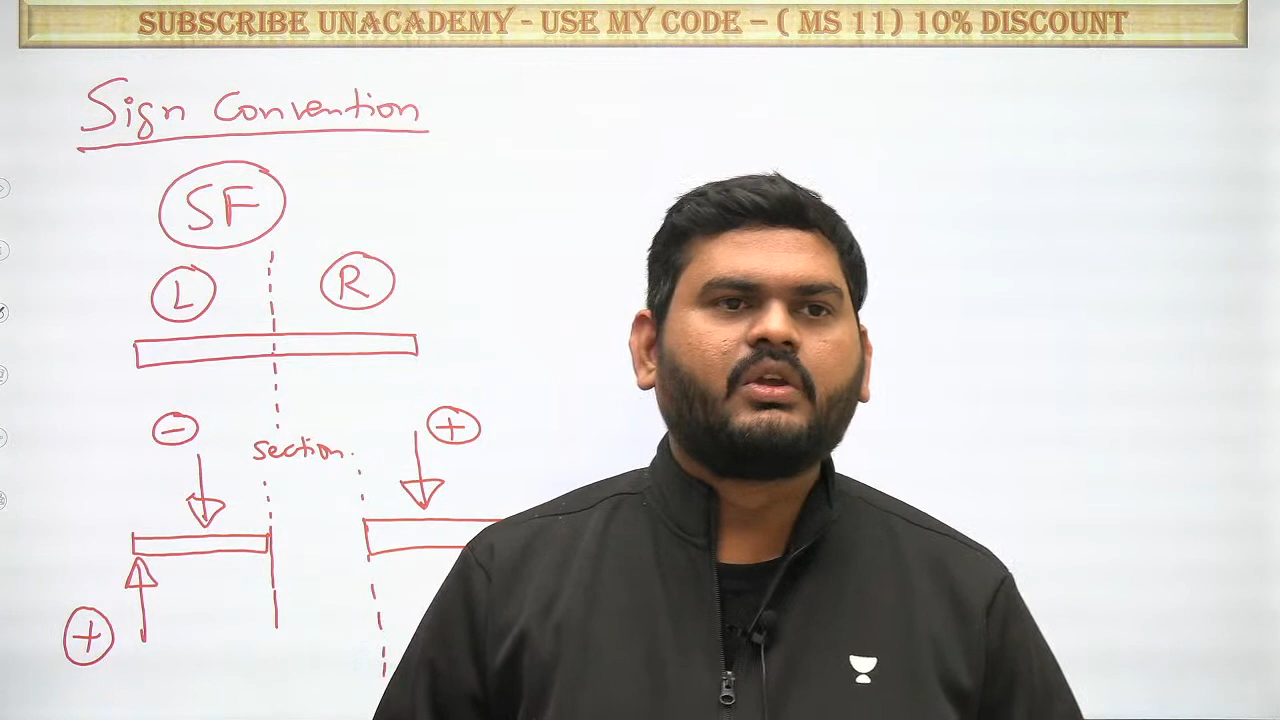 SUBSCRIBE UNACADEMY - USE MY CODE – ( MS 11) 10% DISCOUNT
Sign Convention
SF
L
R
−
+
section.
+